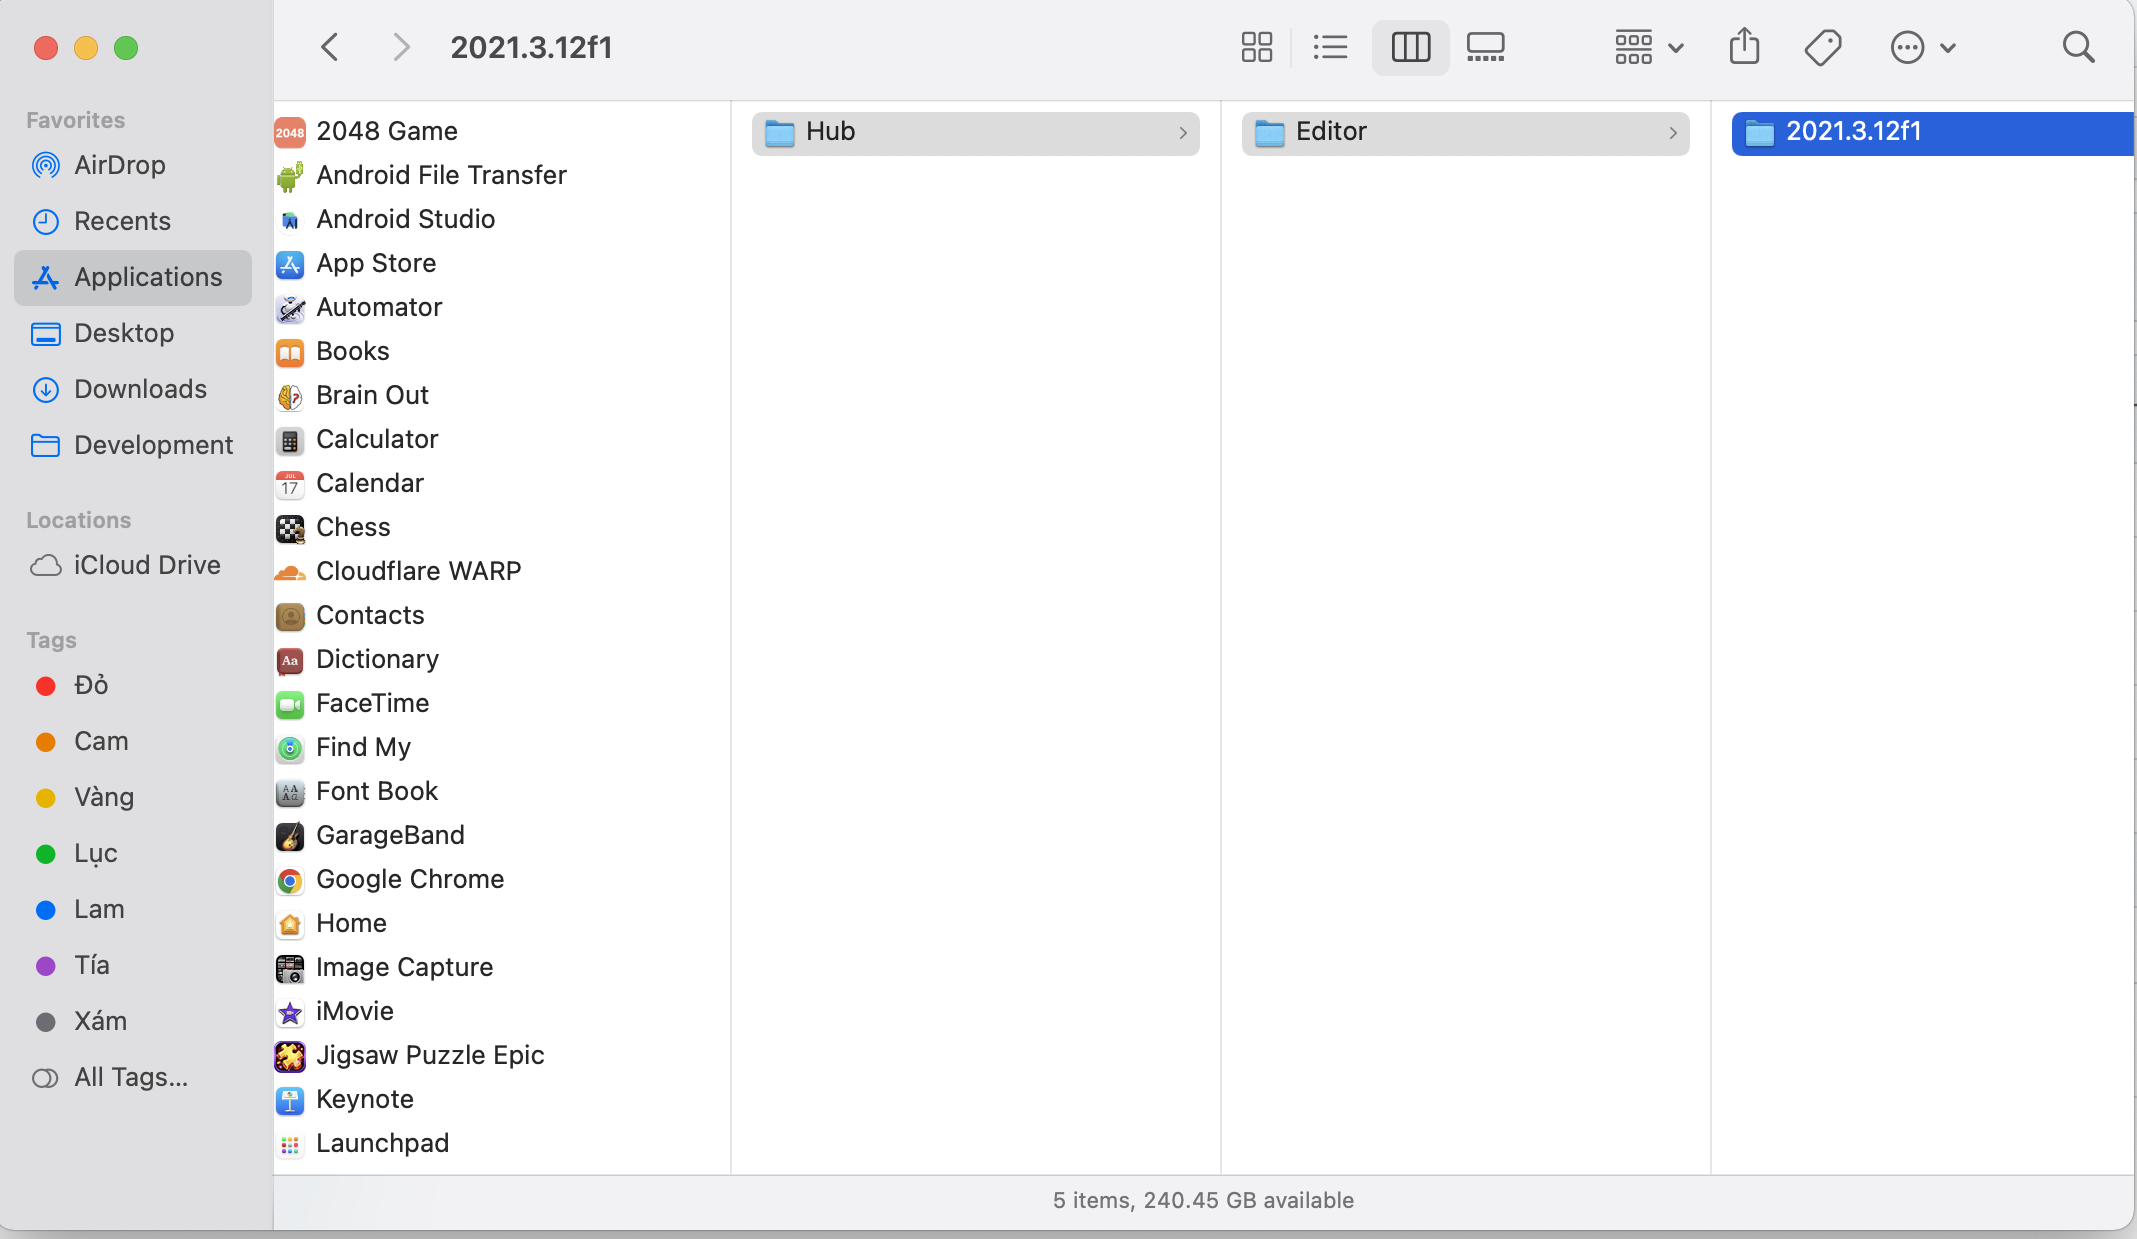 2021.3.12f1
Favorites
AirDrop
Recents
Applications
Desktop
Downloads
Development
Locations
iCloud Drive
Tags
Đỏ
Cam
Vàng
Lục
Lam
Tía
Xám
All Tags...
2048
2048 Game
Android File Transfer
Android Studio
App Store
Automator
Books
Brain Out
Calculator
JUL
17
Calendar
Chess
Cloudflare WARP
Contacts
Aa
Dictionary
FaceTime
Find My
Font Book
GarageBand
Google Chrome
Home
Image Capture
iMovie
Jigsaw Puzzle Epic
Keynote
Launchpad
Hub
Editor
2021.3.12f1
5 items, 240.45 GB available